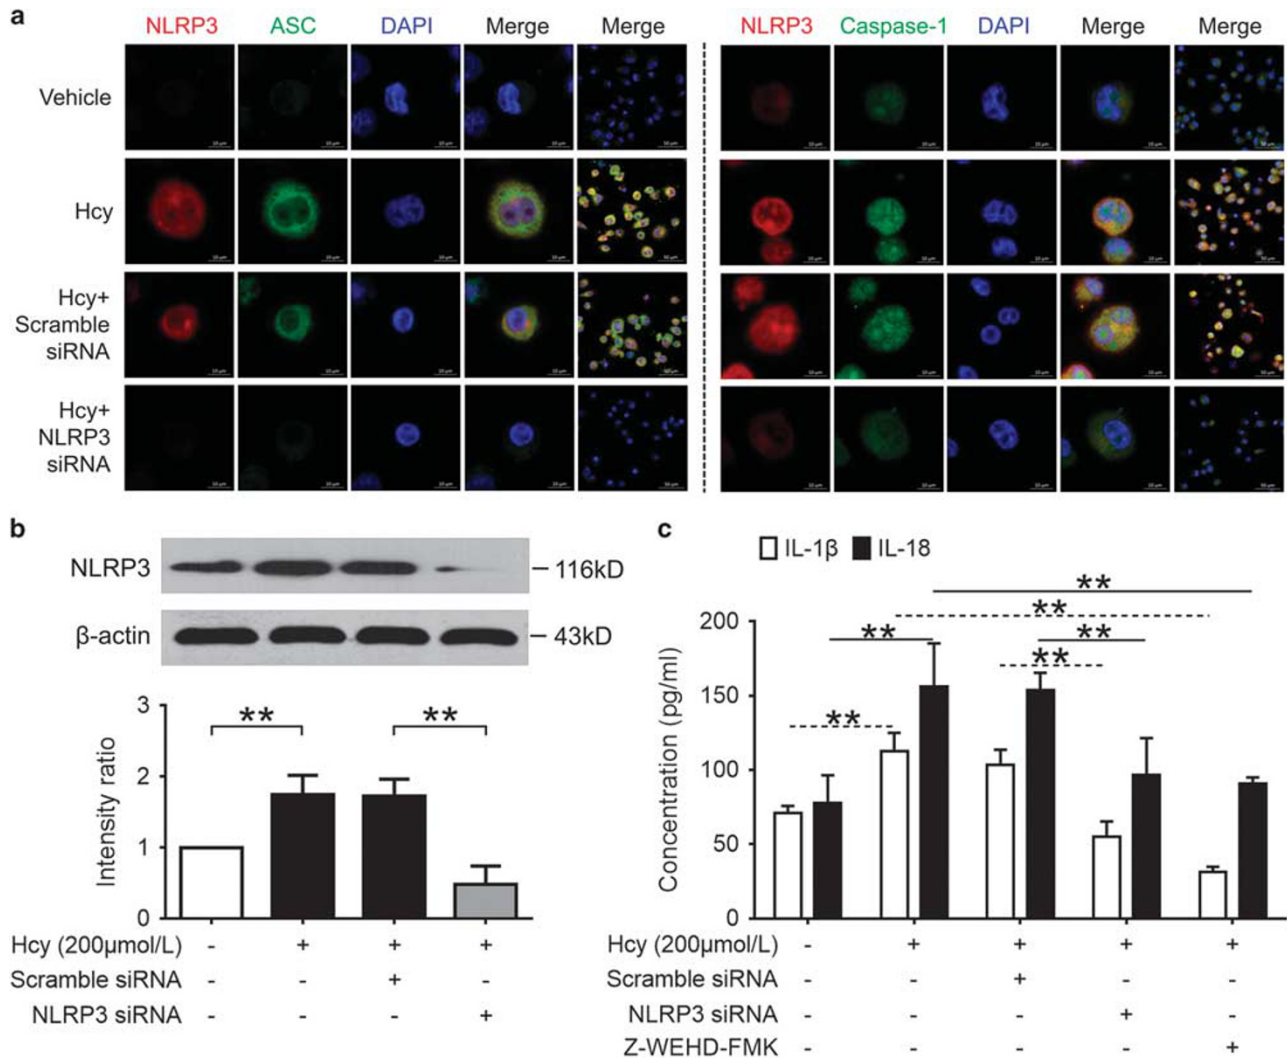 a
NLRP3 ASC DAPI Merge Merge NLRP3 Caspase-1 DAPI Merge Merge
Vehicle
Hcy
Hcy+
Scramble
siRNA
Hcy+
NLRP3
siRNA
b
NLRP3 116kD
β-actin 43kD
Intensity ratio
3
2
1
0
** **
Hcy (200μmol/L) - + + +
Scramble siRNA - - + -
NLRP3 siRNA - - - +
c
IL-1β IL-18
Concentration (pg/ml)
200
150
100
50
0
**
**
** **
**
**
Hcy (200μmol/L) - + + + +
Scramble siRNA - - + - -
NLRP3 siRNA - - - + -
Z-WEHD-FMK - - - - +